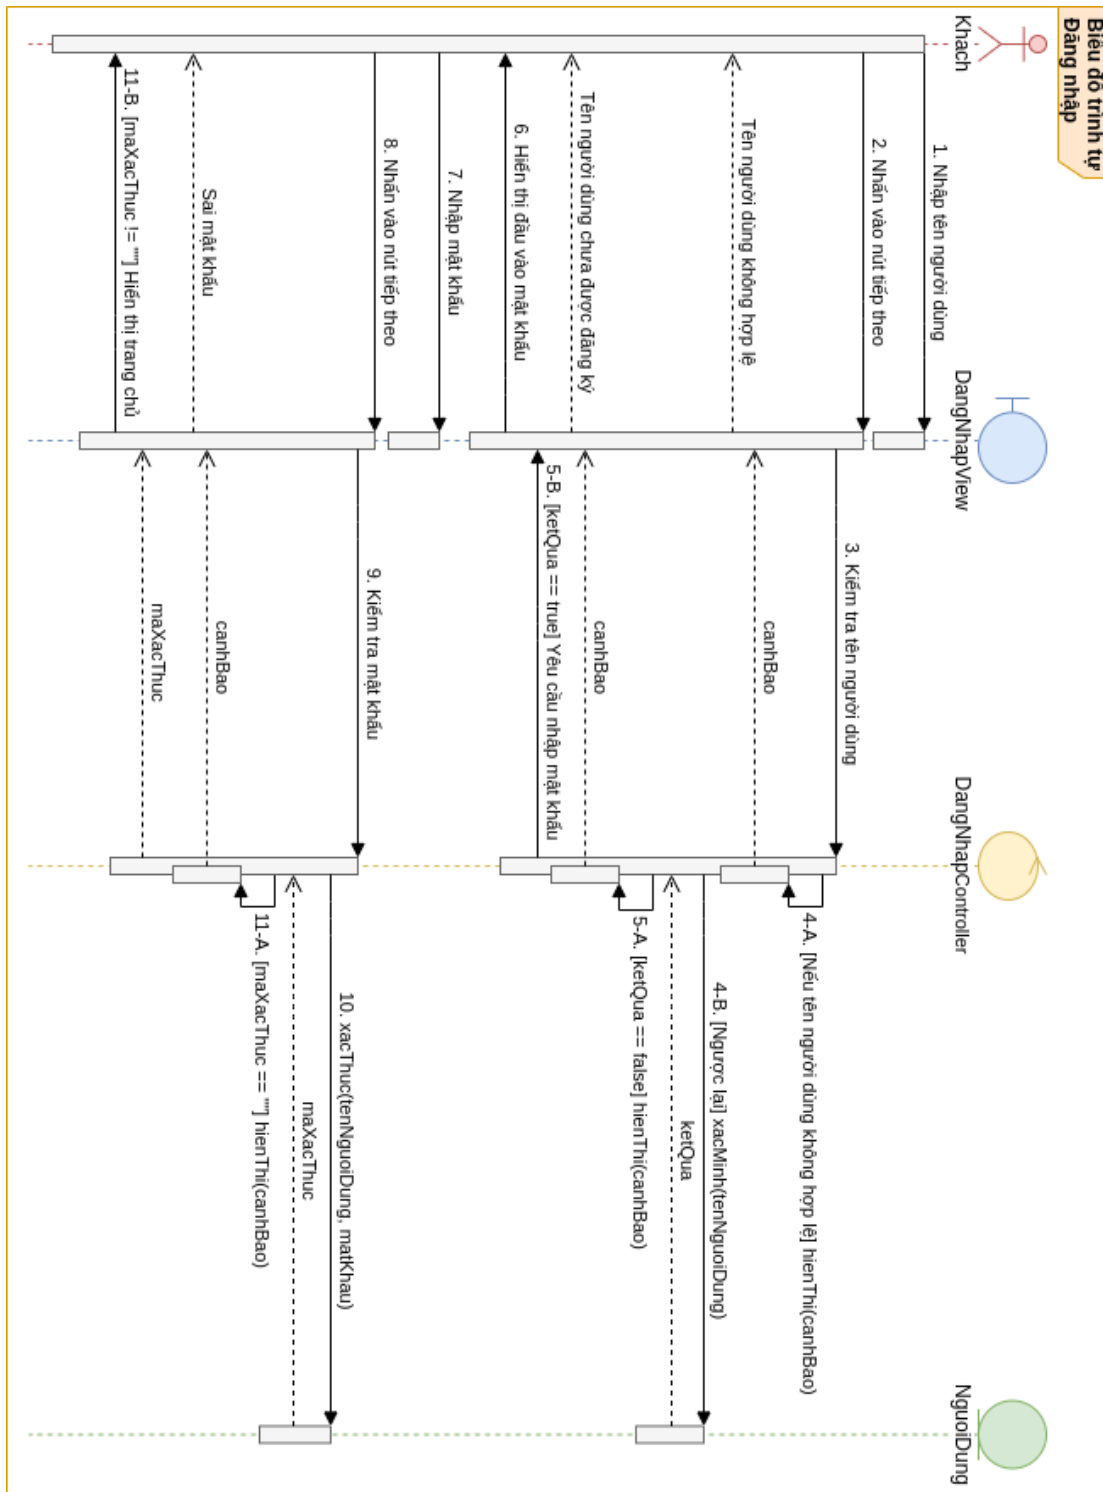 Biểu đồ trình tự
Đăng nhập
Khach
DangNhapView
DangNhapController
NguoiDung
1. Nhập tên người dùng
2. Nhấn vào nút tiếp theo
3. Kiểm tra tên người dùng
4-A. [Nếu tên người dùng không hợp lệ] hienThi(canhBao)
canhBao
Tên người dùng không hợp lệ
4-B. [Ngược lại] xacMinh(tenNguoiDung)
ketQua
5-A. [ketQua == false] hienThi(canhBao)
canhBao
Tên người dùng chưa được đăng ký
5-B. [ketQua == true] Yêu cầu nhập mật khẩu
6. Hiển thị đầu vào mật khẩu
7. Nhập mật khẩu
8. Nhấn vào nút tiếp theo
9. Kiểm tra mật khẩu
10. xacThuc(tenNguoiDung, matKhau)
maXacThuc
11-A. [maXacThuc == ""] hienThi(canhBao)
canhBao
Sai mật khẩu
maXacThuc
11-B. [maXacThuc != ""] Hiển thị trang chủ